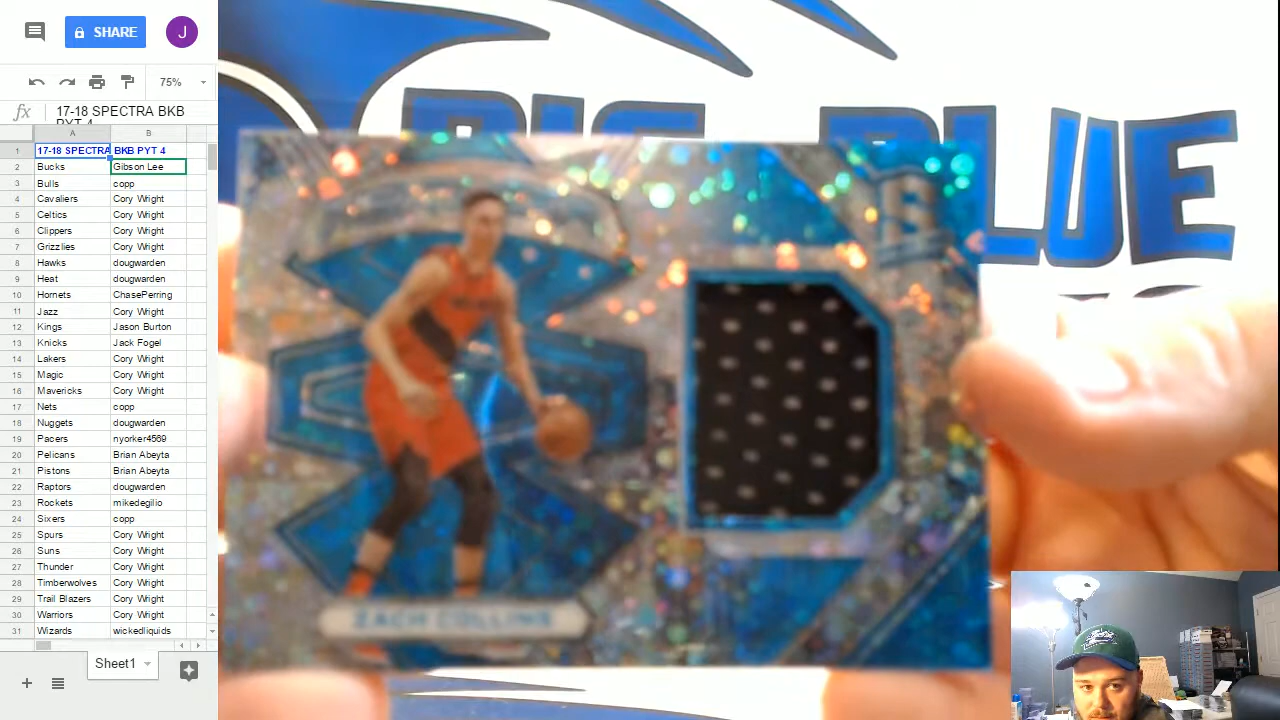 SHARE
J
75%
fx
17-18 SPECTRA BKB
A B
1 17-18 SPECTRA BKB PYT 4
2 Bucks Gibson Lee
3 Bulls copp
4 Cavaliers Cory Wright
5 Celtics Cory Wright
6 Clippers Cory Wright
7 Grizzlies Cory Wright
8 Hawks dougwarden
9 Heat dougwarden
10 Hornets ChasePerring
11 Jazz Cory Wright
12 Kings Jason Burton
13 Knicks Jack Fogel
14 Lakers Cory Wright
15 Magic Cory Wright
16 Mavericks Cory Wright
17 Nets copp
18 Nuggets dougwarden
19 Pacers nyorker4569
20 Pelicans Brian Abeyta
21 Pistons Brian Abeyta
22 Raptors dougwarden
23 Rockets mikedegilio
24 Sixers copp
25 Spurs Cory Wright
26 Suns Cory Wright
27 Thunder Cory Wright
28 Timberwolves Cory Wright
29 Trail Blazers Cory Wright
30 Warriors Cory Wright
31 Wizards wickedliquids
Sheet1
BIG BLUE
ZACH COLLINS